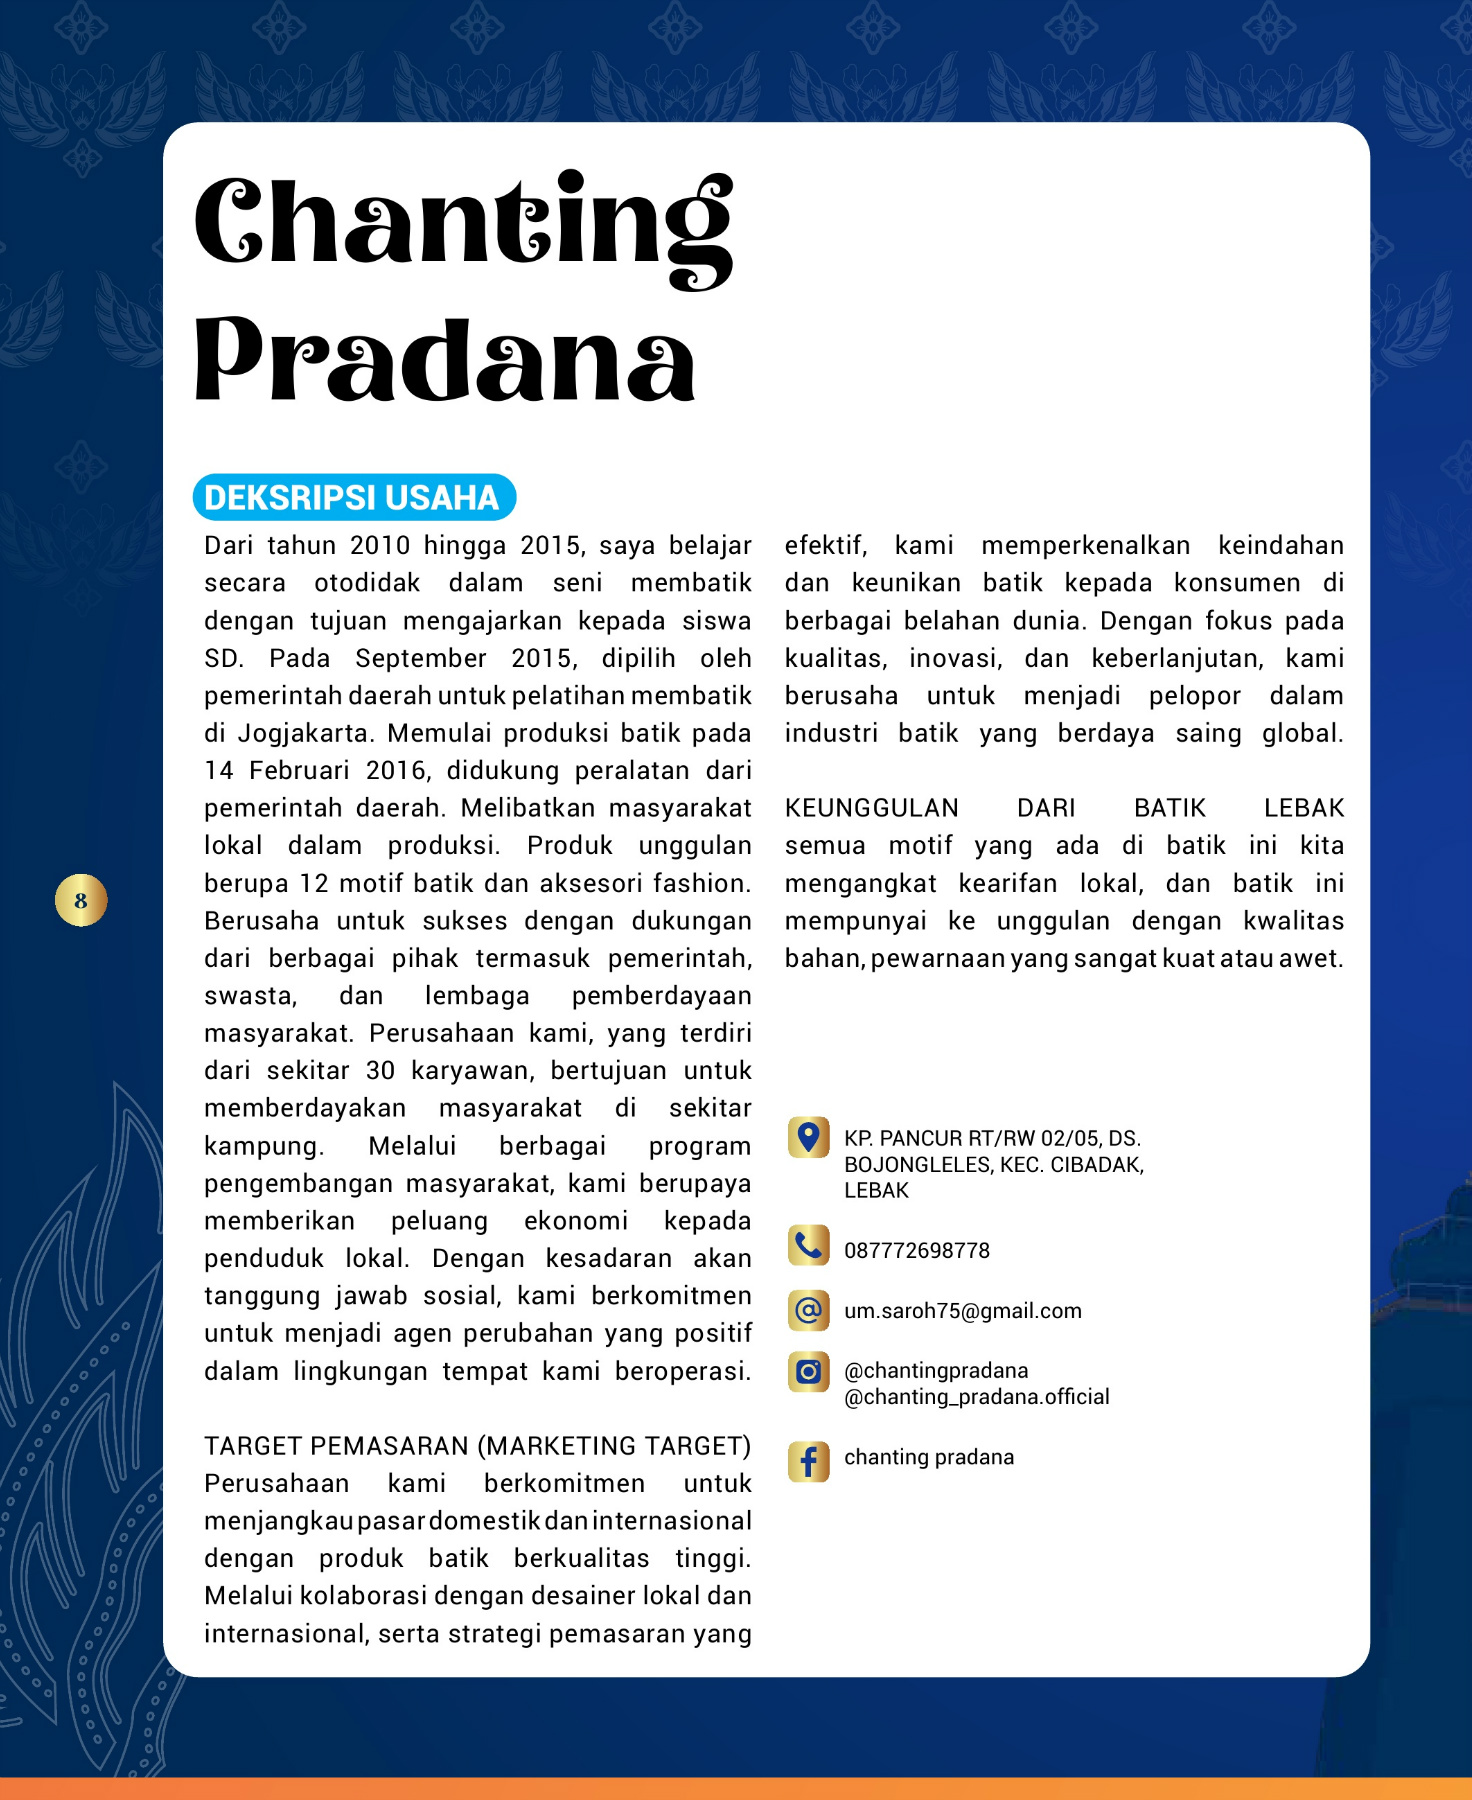 Chanting
Pradana
DEKSRIPSI USAHA
Dari tahun 2010 hingga 2015, saya belajar
secara otodidak dalam seni membatik
dengan tujuan mengajarkan kepada siswa
SD. Pada September 2015, dipilih oleh
pemerintah daerah untuk pelatihan membatik
di Jogjakarta. Memulai produksi batik pada
14 Februari 2016, didukung peralatan dari
pemerintah daerah. Melibatkan masyarakat
lokal dalam produksi. Produk unggulan
berupa 12 motif batik dan aksesori fashion.
Berusaha untuk sukses dengan dukungan
dari berbagai pihak termasuk pemerintah,
swasta, dan lembaga pemberdayaan
masyarakat. Perusahaan kami, yang terdiri
dari sekitar 30 karyawan, bertujuan untuk
memberdayakan masyarakat di sekitar
kampung. Melalui berbagai program
pengembangan masyarakat, kami berupaya
memberikan peluang ekonomi kepada
penduduk lokal. Dengan kesadaran akan
tanggung jawab sosial, kami berkomitmen
untuk menjadi agen perubahan yang positif
dalam lingkungan tempat kami beroperasi.
TARGET PEMASARAN (MARKETING TARGET)
Perusahaan kami berkomitmen untuk
menjangkau pasar domestik dan internasional
dengan produk batik berkualitas tinggi.
Melalui kolaborasi dengan desainer lokal dan
internasional, serta strategi pemasaran yang
efektif, kami memperkenalkan keindahan
dan keunikan batik kepada konsumen di
berbagai belahan dunia. Dengan fokus pada
kualitas, inovasi, dan keberlanjutan, kami
berusaha untuk menjadi pelopor dalam
industri batik yang berdaya saing global.
KEUNGGULAN DARI BATIK LEBAK
semua motif yang ada di batik ini kita
mengangkat kearifan lokal, dan batik ini
mempunyai ke unggulan dengan kwalitas
bahan, pewarnaan yang sangat kuat atau awet.
KP. PANCUR RT/RW 02/05, DS.
BOJONGLELES, KEC. CIBADAK,
LEBAK
087772698778
um.saroh75@gmail.com
@chantingpradana
@chanting_pradana.official
chanting pradana
8